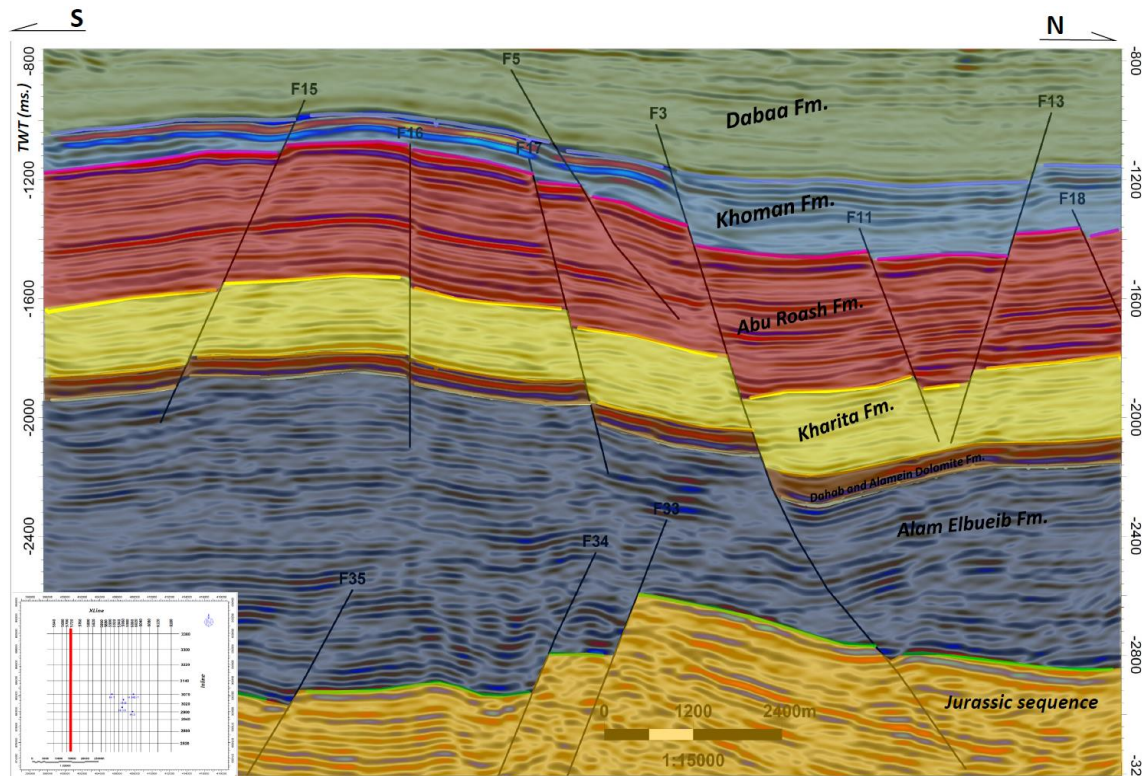 S
N
-800
-1200
-1600
-2000
-2400
TWT (ms.)
-800
-1200
-1600
-2000
-2400
-2800
-32
F15
F5
F16
F17
F3
F13
F11
F18
F33
F34
F35
Dabaa Fm.
Khoman Fm.
Abu Roash Fm.
Kharita Fm.
Dahab and Alamein Dolomite Fm.
Alam Elbueib Fm.
Jurassic sequence
0 1200 2400m
1:15000
XLine
Inline